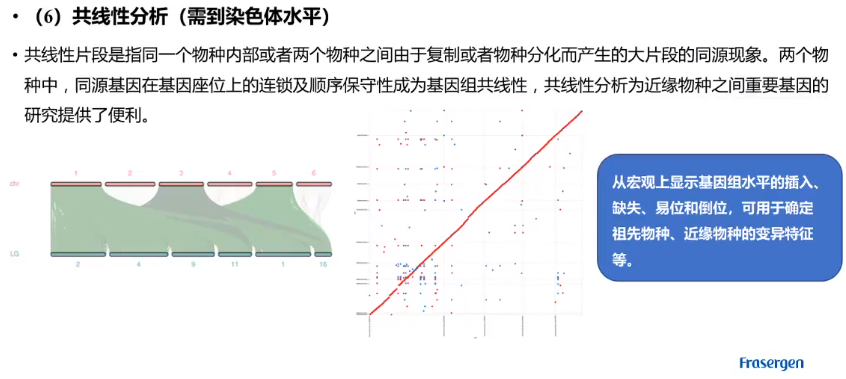 • （6）共线性分析（需到染色体水平）
• 共线性片段是指同一个物种内部或者两个物种之间由于复制或者物种分化而产生的大片段的同源现象。两个物
种中，同源基因在基因座位上的连锁及顺序保守性成为基因组共线性，共线性分析为近缘物种之间重要基因的
研究提供了便利。
1 2 3 4 5 6
chr
LG
2 4 9 11 1 16
从宏观上显示基因组水平的插入、
缺失、易位和倒位，可用于确定
祖先物种、近缘物种的变异特征
等。
Frasergen